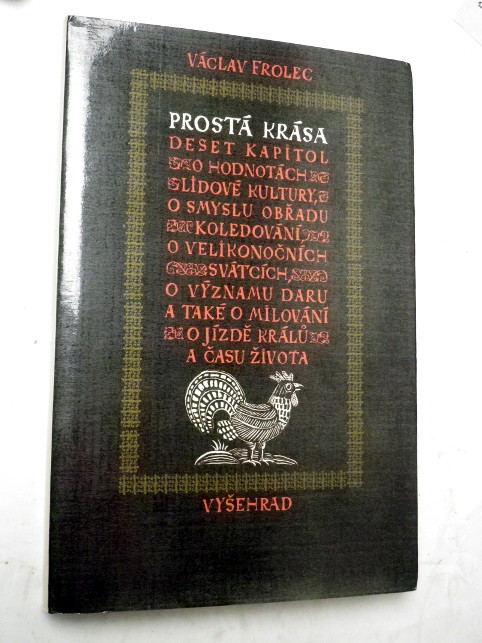 VÁCLAV FROLEC
PROSTÁ KRÁSA
DESET KAPITOL
O HODNOTÁCH
LIDOVÉ KULTURY,
O SMYSLU OBŘADU
KOLEDOVÁNÍ,
O VELIKONOČNÍCH
SVÁTCÍCH,
O VÝZNAMU DARU
A TAKÉ O MILOVÁNÍ
O JÍZDĚ KRÁLŮ
A ČASU ŽIVOTA
VYŠEHRAD